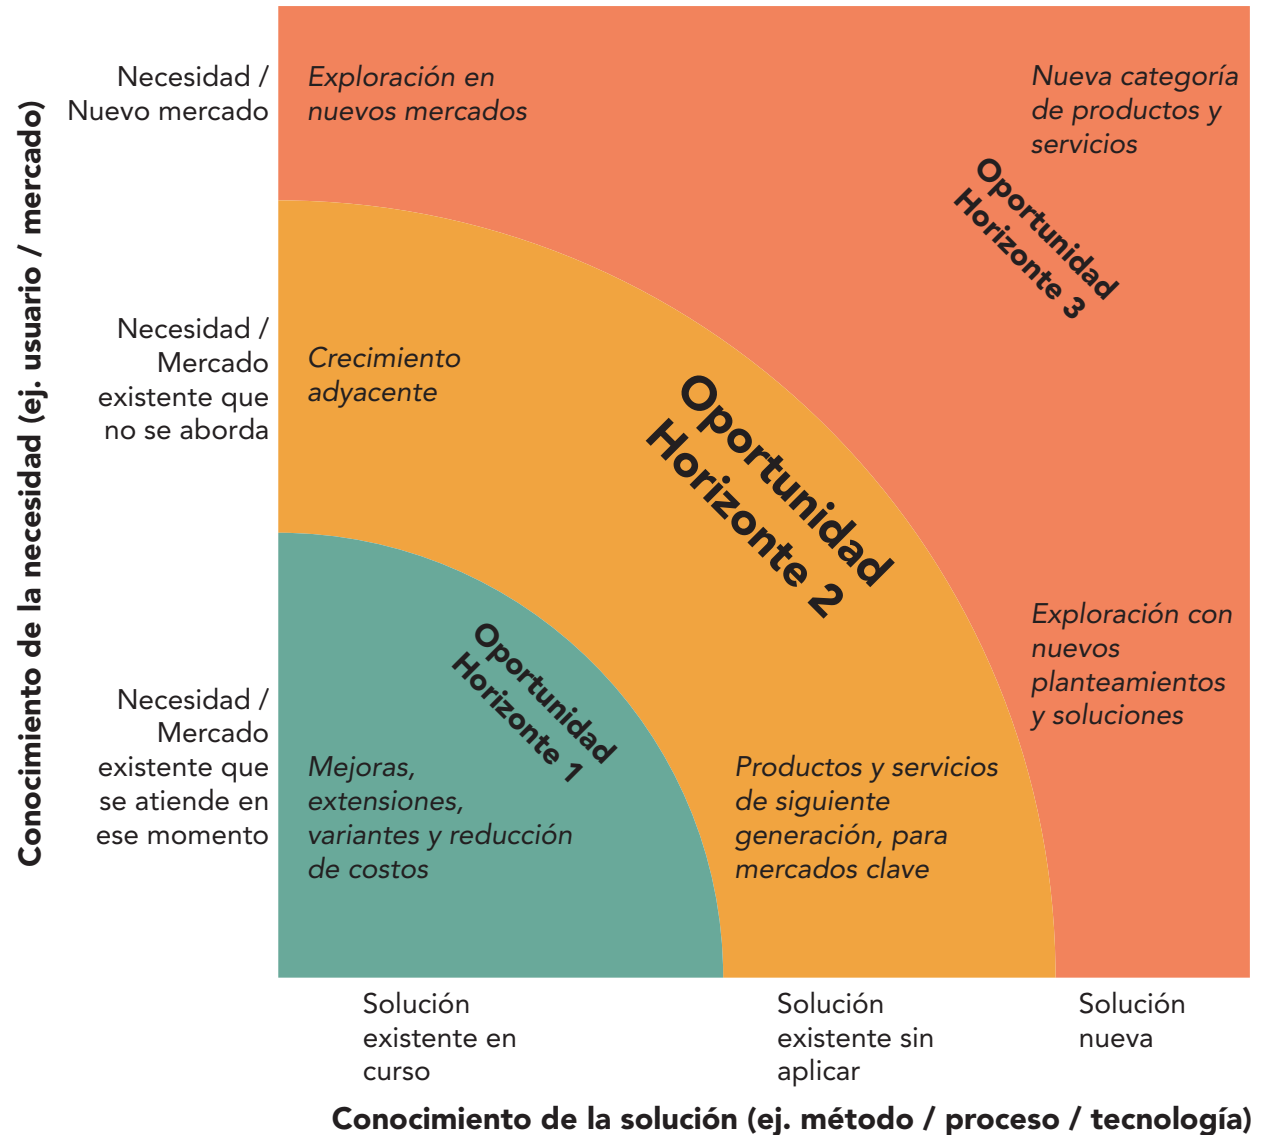 Conocimiento de la necesidad (ej. usuario / mercado)
Necesidad /
Nuevo mercado
Exploración en
nuevos mercados
Nueva categoría
de productos y
servicios
Oportunidad
Horizonte 3
Necesidad /
Mercado
existente que
no se aborda
Crecimiento
adyacente
Oportunidad
Horizonte 2
Exploración con
nuevos
planteamientos
y soluciones
Oportunidad
Horizonte 1
Necesidad /
Mercado
existente que
se atiende en
ese momento
Mejoras,
extensiones,
variantes y reducción
de costos
Productos y servicios
de siguiente
generación, para
mercados clave
Solución
existente en
curso
Solución
existente sin
aplicar
Solución
nueva
Conocimiento de la solución (ej. método / proceso / tecnología)